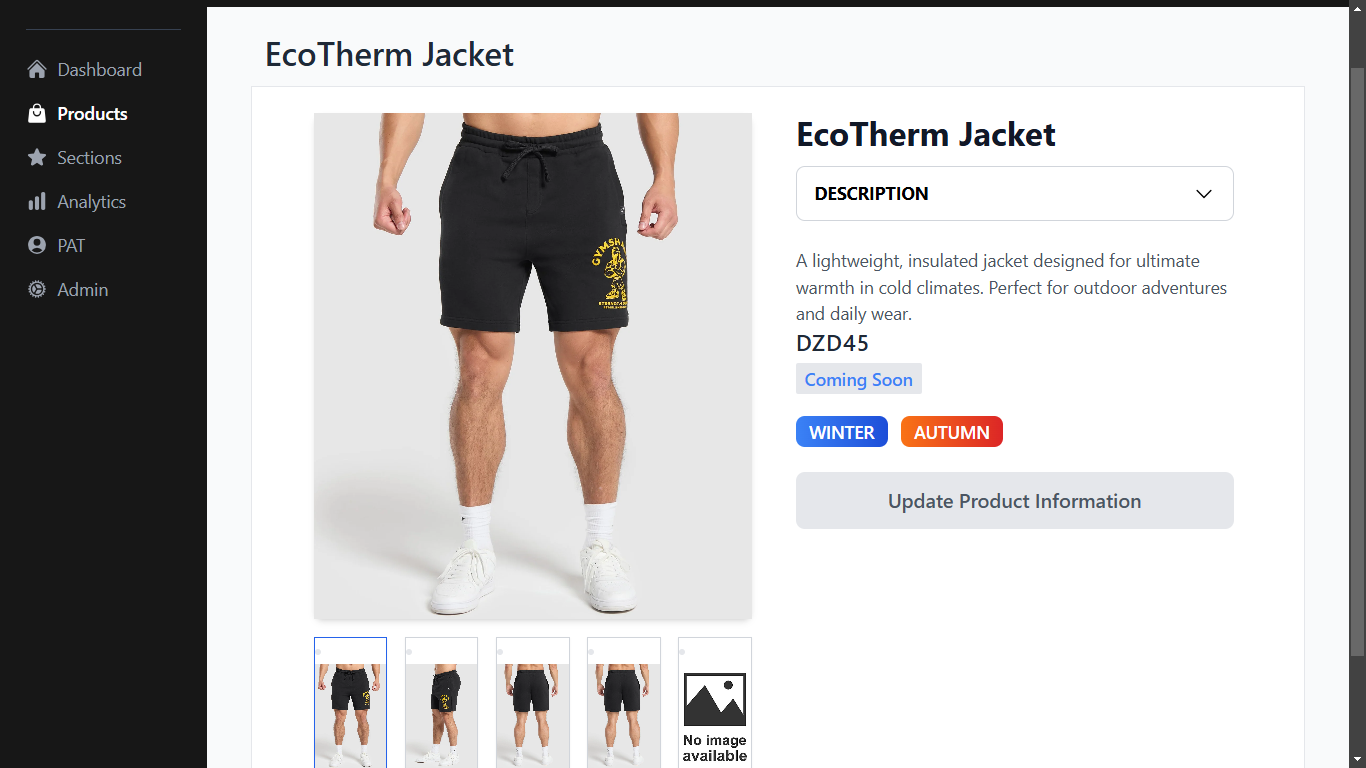 EcoTherm Jacket
Dashboard
Products
Sections
Analytics
PAT
Admin
EcoTherm Jacket
DESCRIPTION
A lightweight, insulated jacket designed for ultimate
warmth in cold climates. Perfect for outdoor adventures
and daily wear.
DZD45
Coming Soon
WINTER
AUTUMN
Update Product Information
No image
available